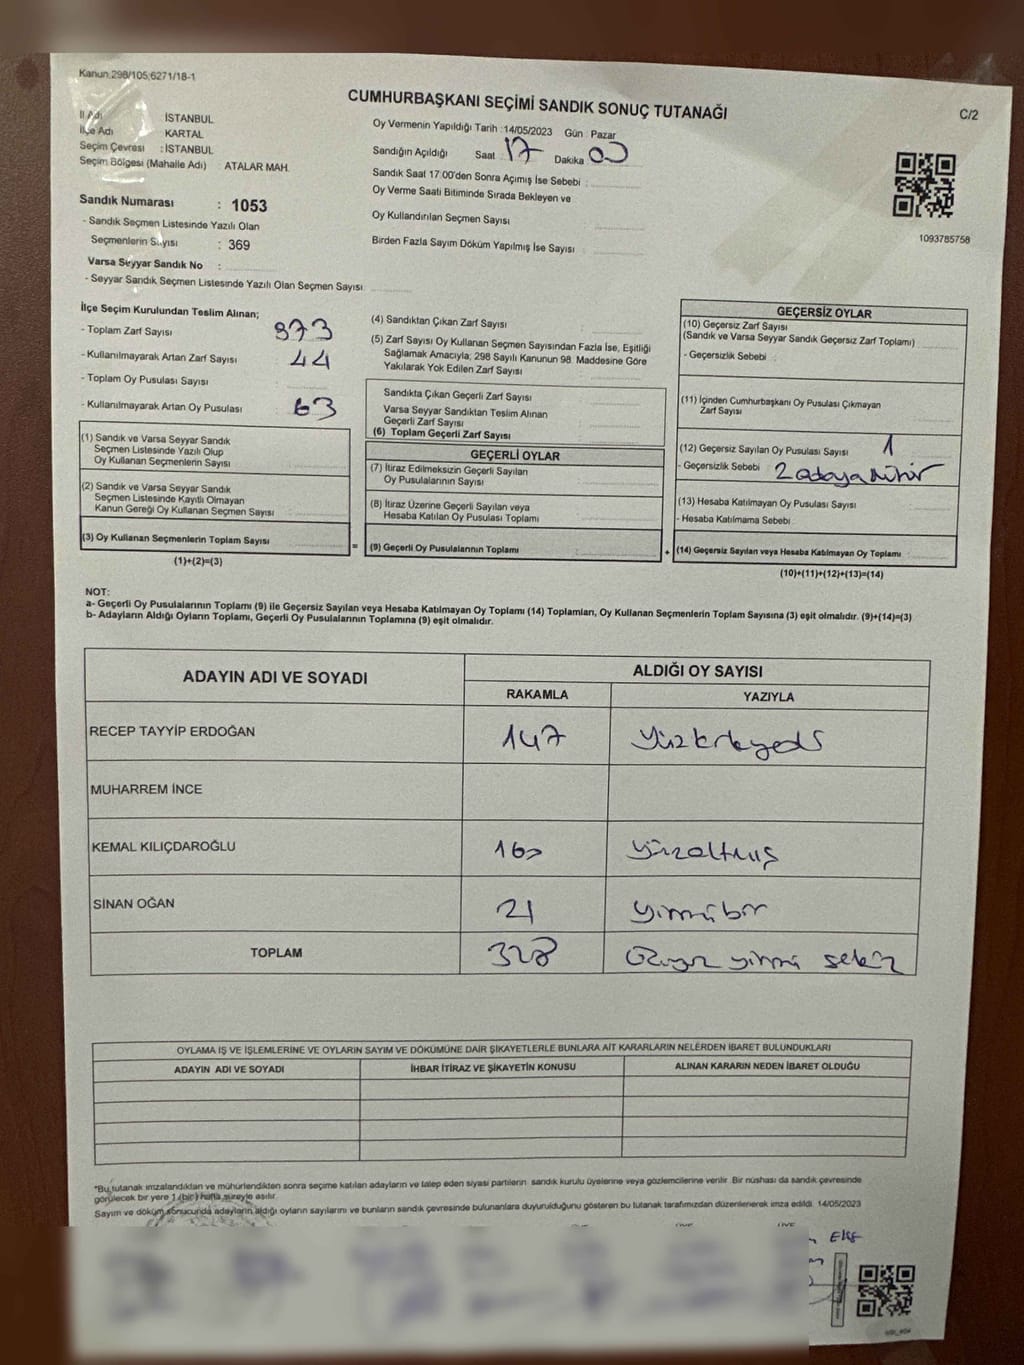 Kanun:298/105;6271/18-1
CUMHURBAŞKANI SEÇİMİ SANDIK SONUÇ TUTANAĞI
C/2
İl Adı İSTANBUL
İlçe Adı KARTAL
Seçim Çevresi : İSTANBUL
Seçim Bölgesi (Mahalle Adı) : ATALAR MAH.
Sandık Numarası : 1053
- Sandık Seçmen Listesinde Yazılı Olan
Seçmenlerin Sayısı : 369
Varsa Seyyar Sandık No :
- Seyyar Sandık Seçmen Listesinde Yazılı Olan Seçmen Sayısı
Oy Vermenin Yapıldığı Tarih : 14/05/2023 Gün : Pazar
Sandığın Açıldığı Saat : 17 Dakika 00
Sandık Saat 17:00'den Sonra Açımış İse Sebebi :
Oy Verme Saati Bitiminde Sırada Bekleyen ve
Oy Kullandırılan Seçmen Sayısı
Birden Fazla Sayım Döküm Yapılmış İse Sayısı :
1093785758
İlçe Seçim Kurulundan Teslim Alınan;
- Toplam Zarf Sayısı 373
- Kullanılmayarak Artan Zarf Sayısı 44
- Toplam Oy Pusulası Sayısı :
- Kullanılmayarak Artan Oy Pusulası : 63
(1) Sandık ve Varsa Seyyar Sandık
Seçmen Listesinde Yazılı Olup
Oy Kullanan Seçmenlerin Sayısı
(2) Sandık ve Varsa Seyyar Sandık
Seçmen Listesinde Kayıtlı Olmayan
Kanun Gereği Oy Kullanan Seçmen Sayısı :
(3) Oy Kullanan Seçmenlerin Toplam Sayısı
(1)+(2)=(3)
=
(4) Sandıktan Çıkan Zarf Sayısı :
(5) Zarf Sayısı Oy Kullanan Seçmen Sayısından Fazla İse, Eşitliği
Sağlamak Amacıyla; 298 Sayılı Kanunun 98. Maddesine Göre
Yakılarak Yok Edilen Zarf Sayısı :
Sandıkta Çıkan Geçerli Zarf Sayısı
Varsa Seyyar Sandıktan Teslim Alınan
Geçerli Zarf Sayısı
(6) Toplam Geçerli Zarf Sayısı
GEÇERLİ OYLAR
(7) İtiraz Edilmeksizin Geçerli Sayılan
Oy Pusulalarının Sayısı
(8) İtiraz Üzerine Geçerli Sayılan veya
Hesaba Katılan Oy Pusulası Toplamı
(9) Geçerli Oy Pusulalarının Toplamı :
+
GEÇERSİZ OYLAR
(10) Geçersiz Zarf Sayısı
(Sandık ve Varsa Seyyar Sandık Geçersiz Zarf Toplamı)
- Geçersizlik Sebebi :
(11) İçinden Cumhurbaşkanı Oy Pusulası Çıkmayan
Zarf Sayısı
(12) Geçersiz Sayılan Oy Pusulası Sayısı : 1
- Geçersizlik Sebebi : 2 adaya
(13) Hesaba Katılmayan Oy Pusulası Sayısı :
- Hesaba Katılmama Sebebi :
(14) Geçersiz Sayılan veya Hesaba Katılmayan Oy Toplamı :
(10)+(11)+(12)+(13)=(14)
NOT:
a- Geçerli Oy Pusulalarının Toplamı (9) ile Geçersiz Sayılan veya Hesaba Katılmayan Oy Toplamı (14) Toplamları, Oy Kullanan Seçmenlerin Toplam Sayısına (3) eşit olmalıdır. (9)+(14)=(3)
b- Adayların Aldığı Oyların Toplamı, Geçerli Oy Pusulalarının Toplamına (9) eşit olmalıdır.
ADAYIN ADI VE SOYADI
ALDIĞI OY SAYISI
RAKAMLA YAZIYLA
RECEP TAYYİP ERDOĞAN 147 yüzkırkyedi
MUHARREM İNCE
KEMAL KILIÇDAROĞLU 160 yüzaltmış
SİNAN OĞAN 21 yirmibir
TOPLAM 328 üçyüz yirmi sekiz
OYLAMA İŞ VE İŞLEMLERİNE VE OYLARIN SAYIM VE DÖKÜMÜNE DAİR ŞİKAYETLERLE BUNLARA AİT KARARLARIN NELERDEN İBARET BULUNDUKLARI
ADAYIN ADI VE SOYADI İHBAR İTİRAZ VE ŞİKAYETİN KONUSU ALINAN KARARIN NEDEN İBARET OLDUĞU
*Bu tutanak imzalandıktan ve mühürlendikten sonra seçime katılan adayların ve talep eden siyasi partilerin sandık kurulu üyelerine veya gözlemcilerine verilir. Bir nüshası da sandık çevresinde
görülecek bir yere 1 (bir) hafta süreyle asılır.
Sayım ve döküm sonucunda adayların aldığı oyların sayılarını ve bunların sandık çevresinde bulunanlara duyurulduğunu gösteren bu tutanak tarafımızdan düzenlenerek imza edildi. 14/05/2023